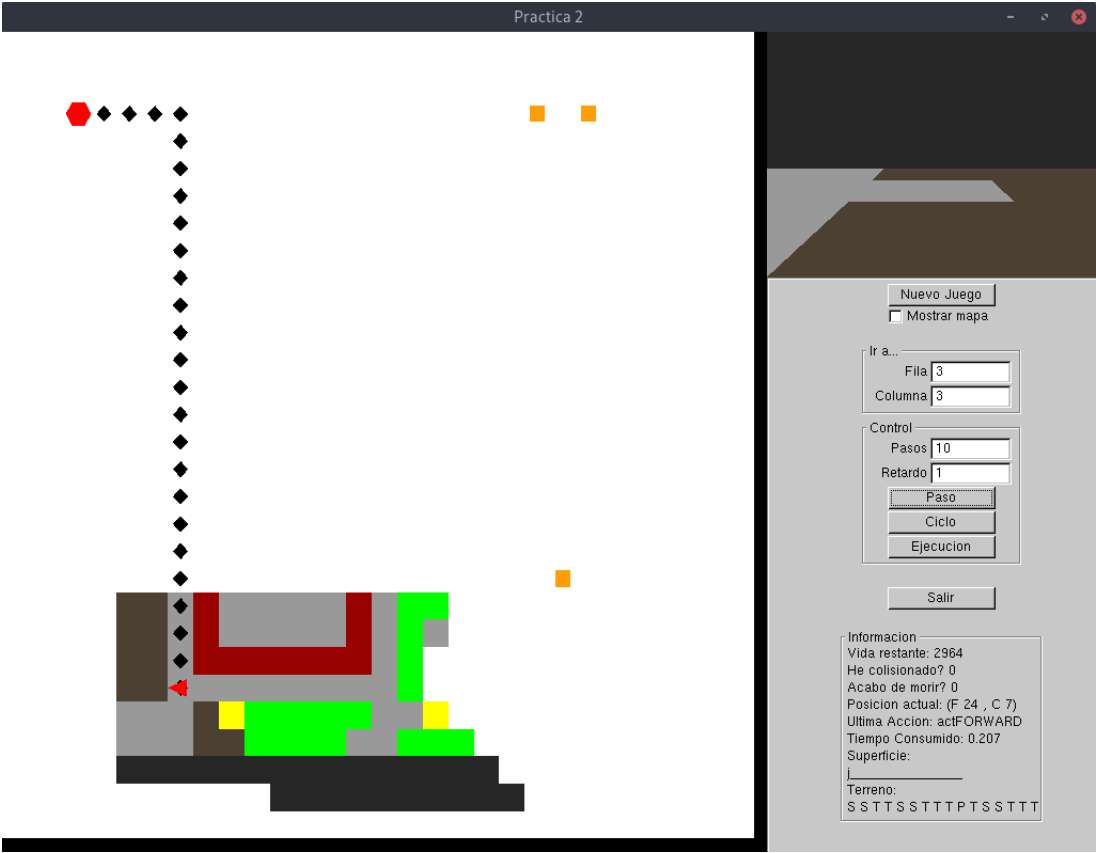 Practica 2
Nuevo Juego
Mostrar mapa
Ir a...
Fila 3
Columna 3
Control
Pasos 10
Retardo 1
Paso
Ciclo
Ejecucion
Salir
Informacion
Vida restante: 2964
He colisionado? 0
Acabo de morir? 0
Posicion actual: (F 24 , C 7)
Ultima Accion: actFORWARD
Tiempo Consumido: 0.207
Superficie:
j_______________
Terreno:
S S T T S S T T T P T S S T T T